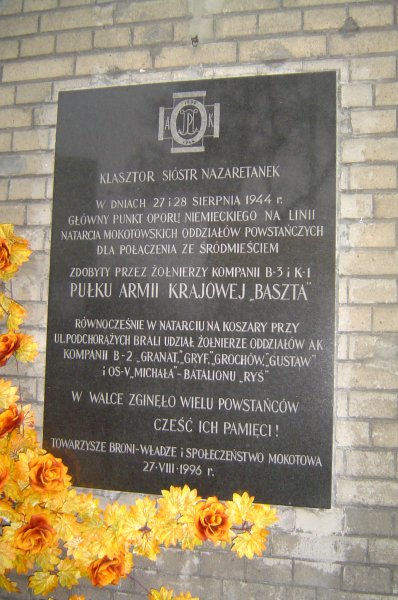 A K
KLASZTOR SIÓSTR NAZARETANEK
W DNIACH 27 i 28 SIERPNIA 1944 r.
GŁÓWNY PUNKT OPORU NIEMIECKIEGO NA LINII
NATARCIA MOKOTOWSKICH ODDZIAŁÓW POWSTAŃCZYCH
DLA POŁĄCZENIA ZE ŚRÓDMIEŚCIEM
ZDOBYTY PRZEZ ŻOŁNIERZY KOMPANII B-3 i K-1
PUŁKU ARMII KRAJOWEJ „BASZTA”
RÓWNOCZEŚNIE W NATARCIU NA KOSZARY PRZY
UL. PODCHORĄŻYCH BRALI UDZIAŁ ŻOŁNIERZE ODDZIAŁÓW AK
KOMPANII B-2 „GRANAT”, „GRYF”, „GROCHÓW”, „GUSTAW”
i OS-V „MICHAŁA” - BATALIONU „RYŚ”
W WALCE ZGINĘŁO WIELU POWSTAŃCÓW
CZEŚĆ ICH PAMIĘCI!
TOWARZYSZE BRONI-WŁADZE i SPOŁECZEŃSTWO MOKOTOWA
27·VIII·1996 r.